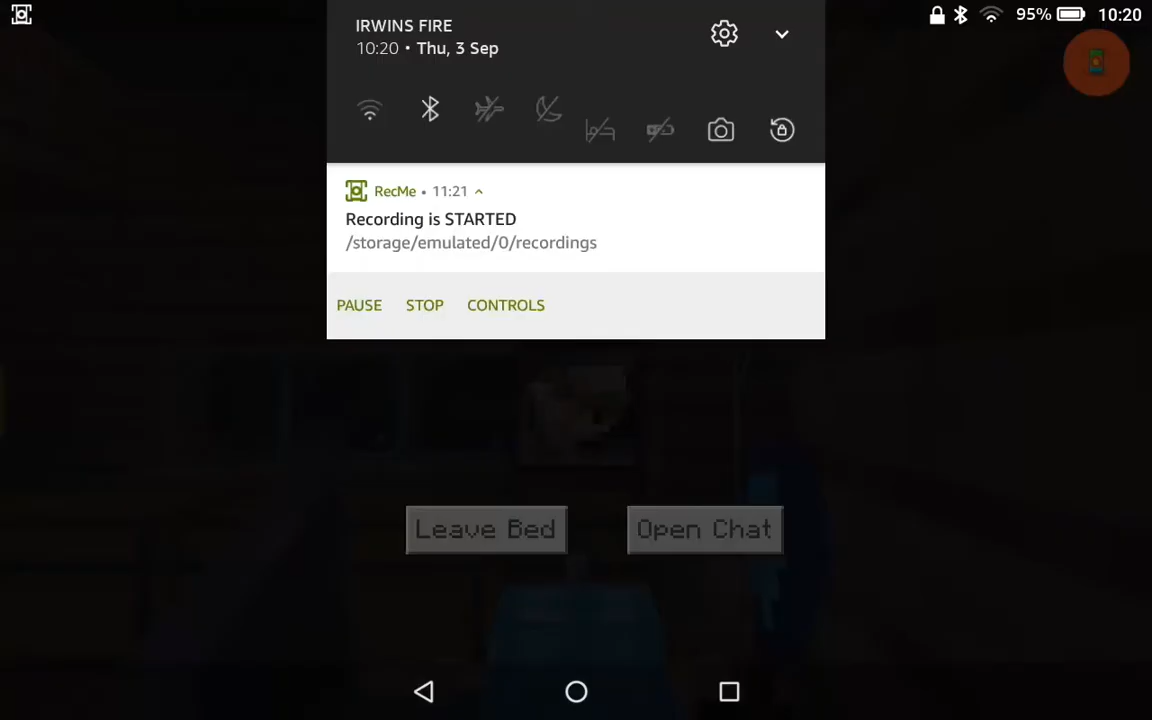 95% 10:20
IRWINS FIRE
10:20 • Thu, 3 Sep
RecMe • 11:21
Recording is STARTED
/storage/emulated/0/recordings
PAUSE STOP CONTROLS
Leave Bed Open Chat